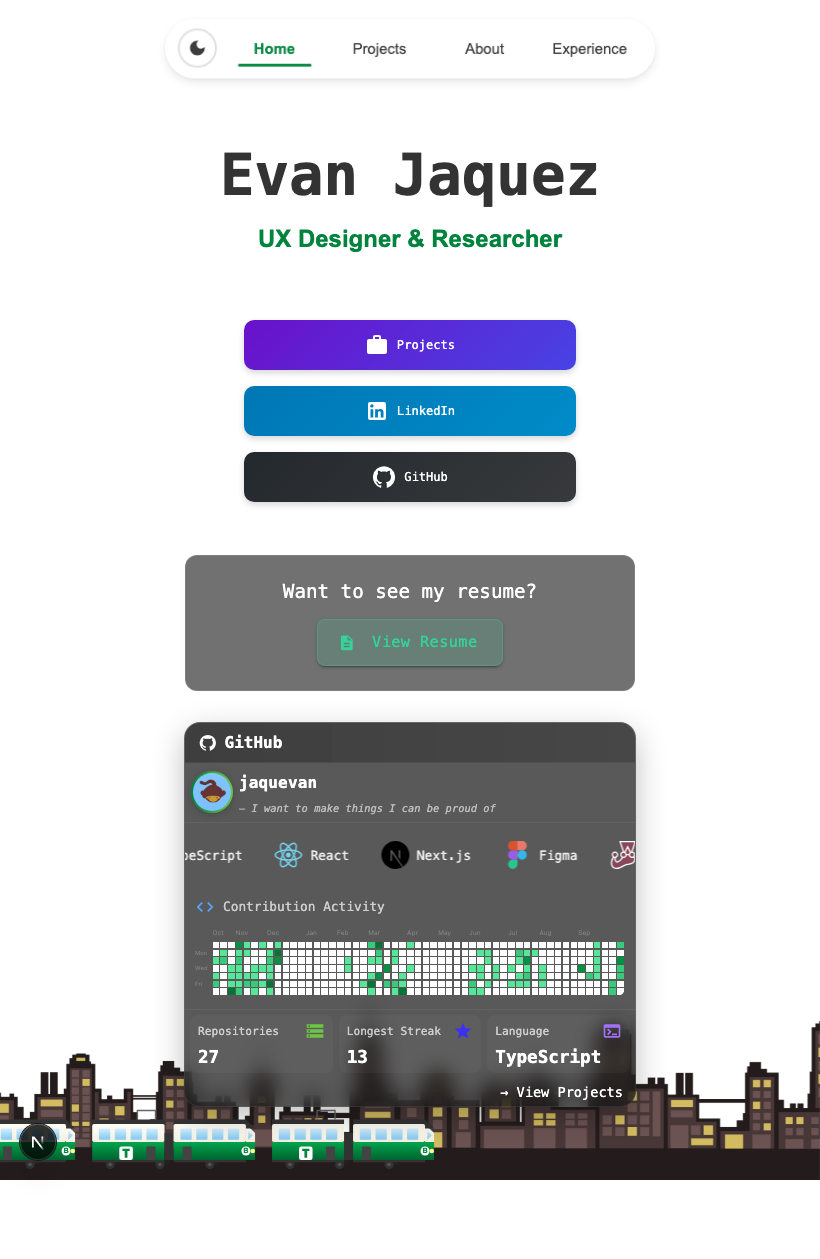 Home Projects About Experience
Evan Jaquez
UX Designer & Researcher
Projects
LinkedIn
GitHub
Want to see my resume?
View Resume
GitHub
jaquevan
— I want to make things I can be proud of
peScript React Next.js Figma
Contribution Activity
Oct Nov Dec Jan Feb Mar Apr May Jun Jul Aug Sep
Mon
Wed
Fri
Repositories Longest Streak Language
27 13 TypeScript
→ View Projects
N
B T B T B